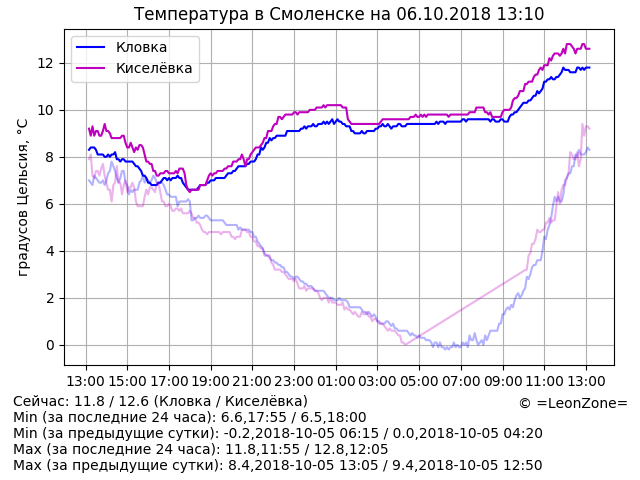 Температура в Смоленске на 06.10.2018 13:10
Кловка
Киселёвка
градусов Цельсия, °C
12
10
8
6
4
2
0
13:00 15:00 17:00 19:00 21:00 23:00 01:00 03:00 05:00 07:00 09:00 11:00 13:00
Сейчас: 11.8 / 12.6 (Кловка / Киселёвка)
© =LeonZone=
Min (за последние 24 часа): 6.6,17:55 / 6.5,18:00
Min (за предыдущие сутки): -0.2,2018-10-05 06:15 / 0.0,2018-10-05 04:20
Max (за последние 24 часа): 11.8,11:55 / 12.8,12:05
Max (за предыдущие сутки): 8.4,2018-10-05 13:05 / 9.4,2018-10-05 12:50